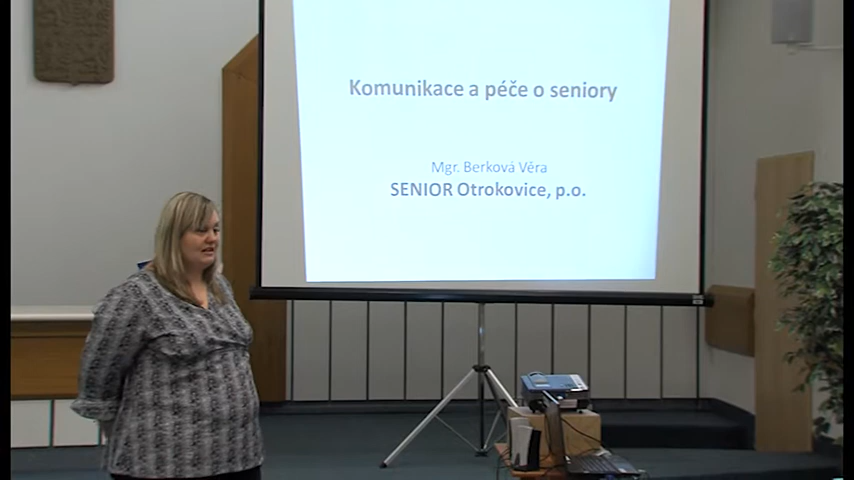 Komunikace a péče o seniory
Mgr. Berková Věra
SENIOR Otrokovice, p.o.